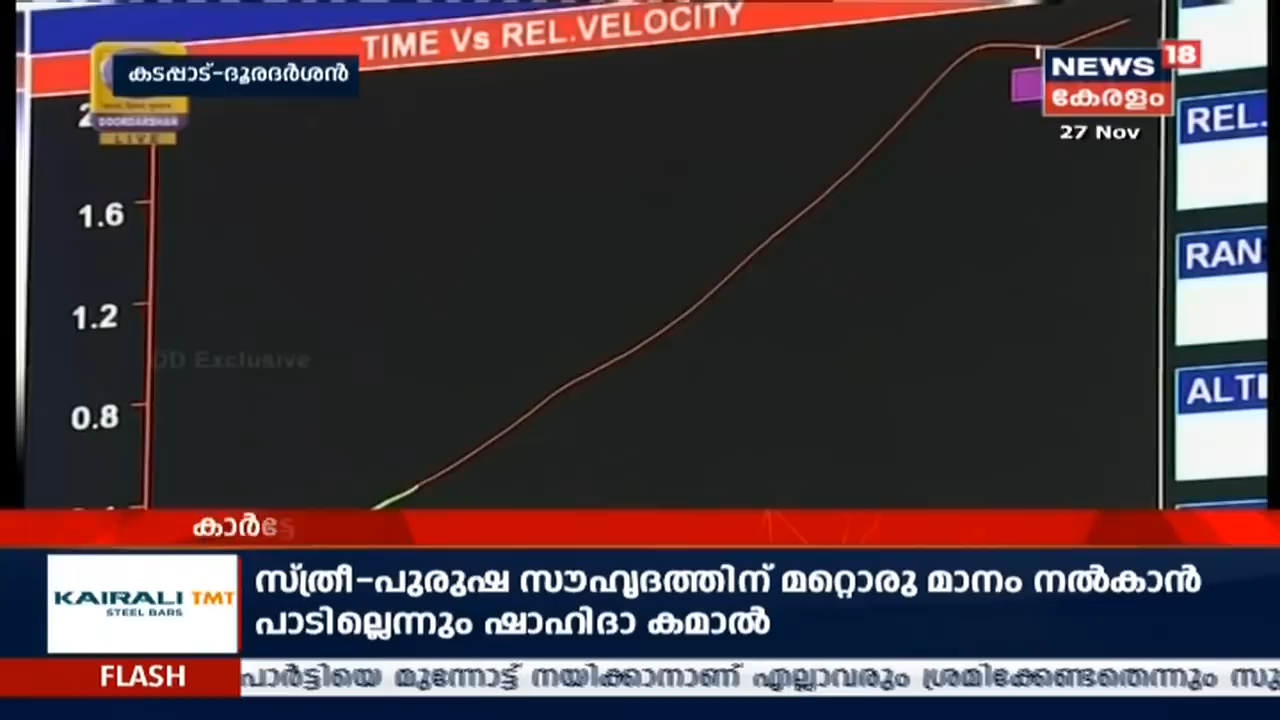 TIME Vs REL.VELOCITY
കടപ്പാട്-ദൂരദർശൻ
DOORDARSHAN
LIVE
NEWS 18
കേരളം
27 Nov
REL.
1.6
RAN
1.2
DD Exclusive
ALTI
0.8
സ്ത്രീ-പുരുഷ സൗഹൃദത്തിന് മറ്റൊരു മാനം നൽകാൻ
പാടില്ലെന്നും ഷാഹിദാ കമാൽ
KAIRALI TMT
STEEL BARS
FLASH
പാർട്ടിയെ മുന്നോട്ട് നയിക്കാനാണ് എല്ലാവരും ശ്രമിക്കേണ്ടതെന്നും